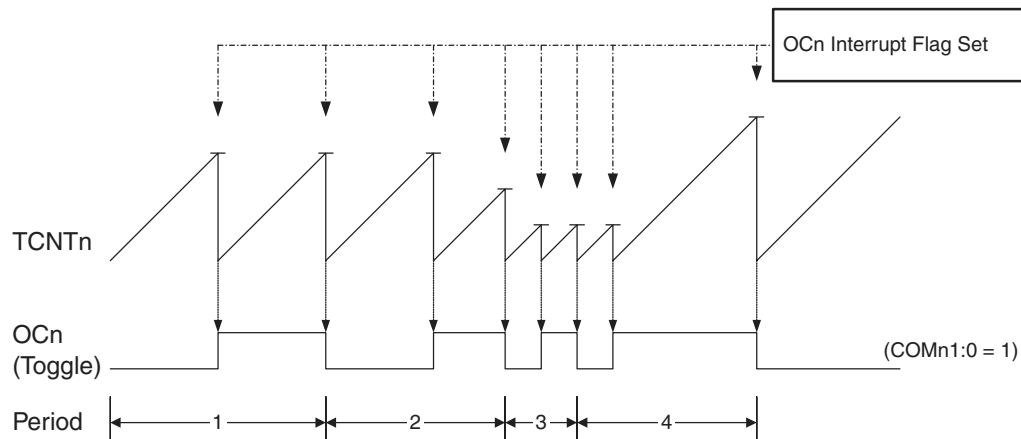 OCn Interrupt Flag Set
TCNTn
OCn
(Toggle)
(COMn1:0 = 1)
Period
1
2
3
4